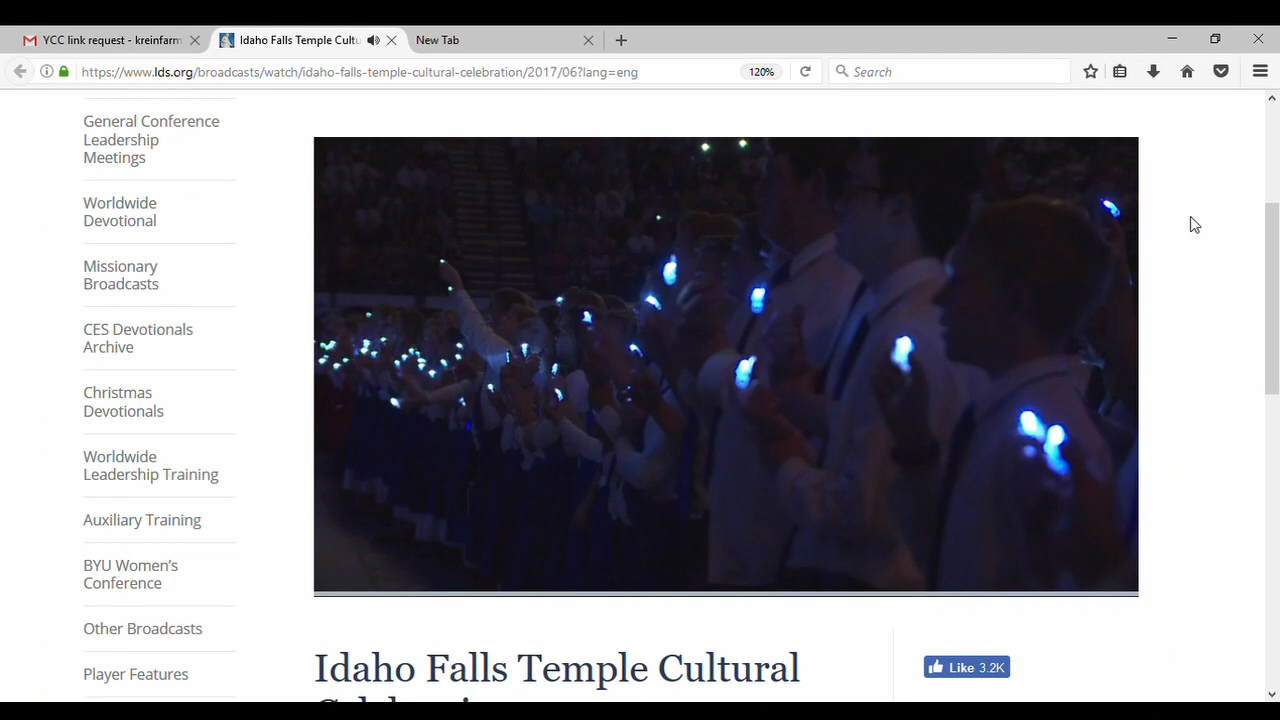 YCC link request - kreinfarm
Idaho Falls Temple Cultu
New Tab
https://www.lds.org/broadcasts/watch/idaho-falls-temple-cultural-celebration/2017/06?lang=eng
120%
Search
General Conference
Leadership
Meetings
Worldwide
Devotional
Missionary
Broadcasts
CES Devotionals
Archive
Christmas
Devotionals
Worldwide
Leadership Training
Auxiliary Training
BYU Women's
Conference
Other Broadcasts
Player Features
Idaho Falls Temple Cultural
Like 3.2K